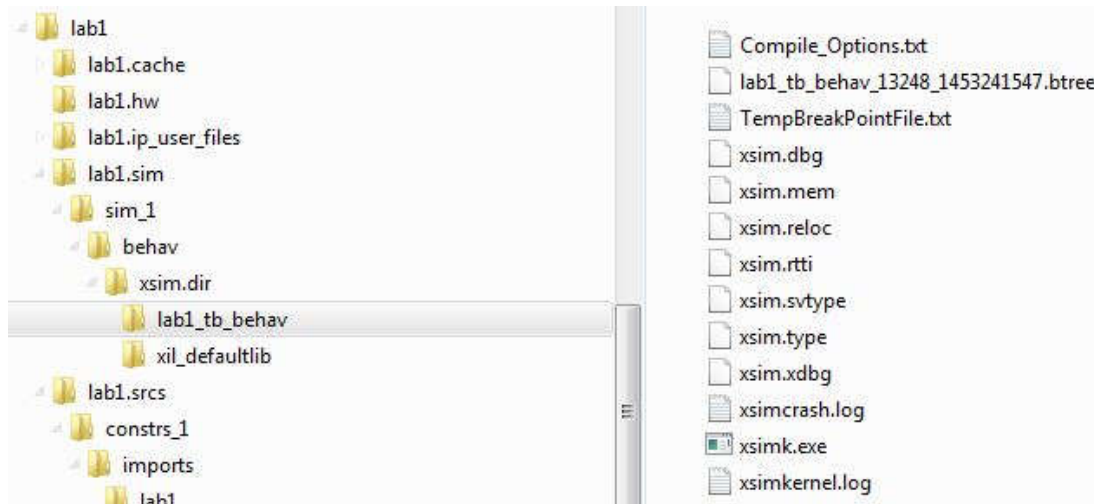 lab1
lab1.cache
lab1.hw
lab1.ip_user_files
lab1.sim
sim_1
behav
xsim.dir
lab1_tb_behav
xil_defaultlib
lab1.srcs
constrs_1
imports
lab1
Compile_Options.txt
lab1_tb_behav_13248_1453241547.btree
TempBreakPointFile.txt
xsim.dbg
xsim.mem
xsim.reloc
xsim.rtti
xsim.svtype
xsim.type
xsim.xdbg
xsimcrash.log
xsimk.exe
xsimkernel.log